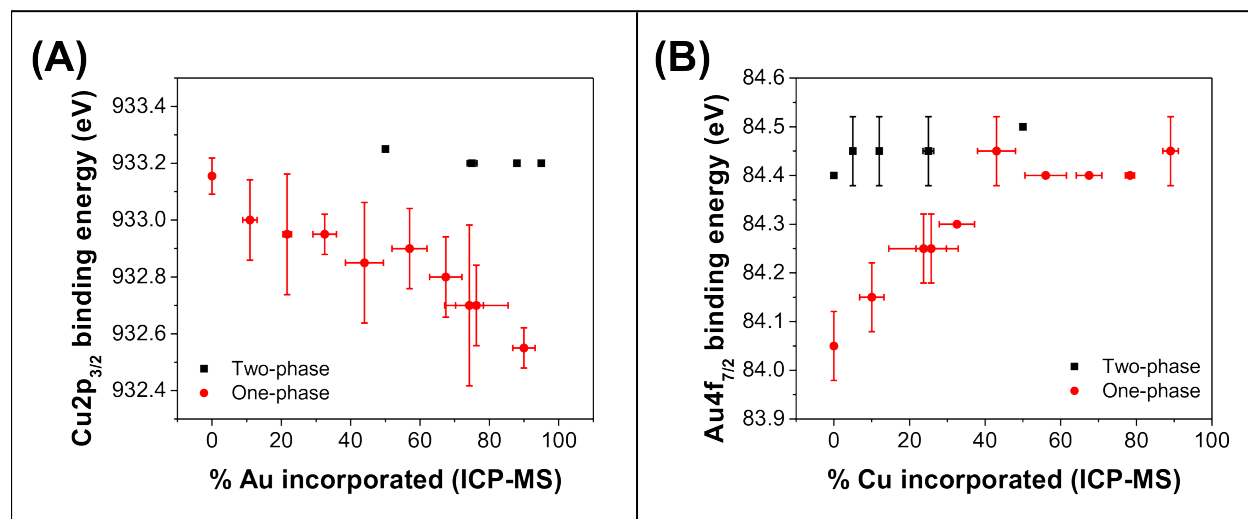 (A)
Cu2p3/2 binding energy (eV)
933.4
933.2
933.0
932.8
932.6
932.4
Two-phase
One-phase
0 20 40 60 80 100
% Au incorporated (ICP-MS)
(B)
Au4f7/2 binding energy (eV)
84.6
84.5
84.4
84.3
84.2
84.1
84.0
83.9
Two-phase
One-phase
0 20 40 60 80 100
% Cu incorporated (ICP-MS)